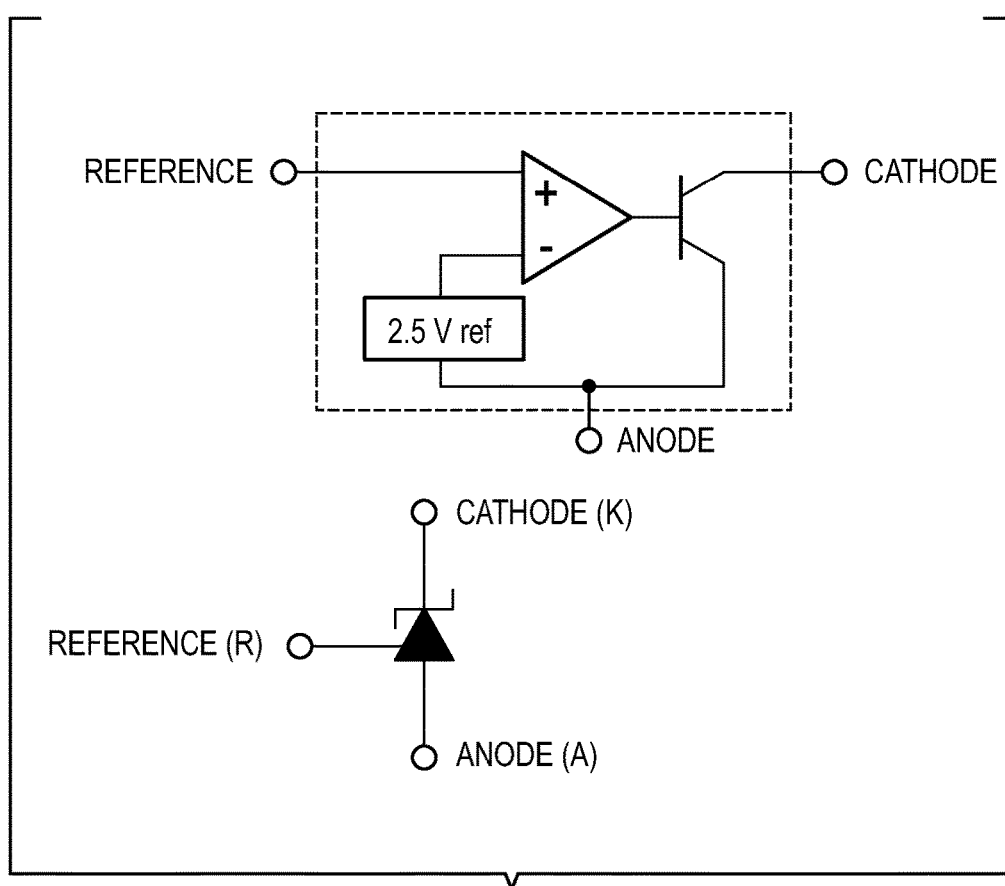 REFERENCE
CATHODE
+
-
2.5 V ref
ANODE
CATHODE (K)
REFERENCE (R)
ANODE (A)